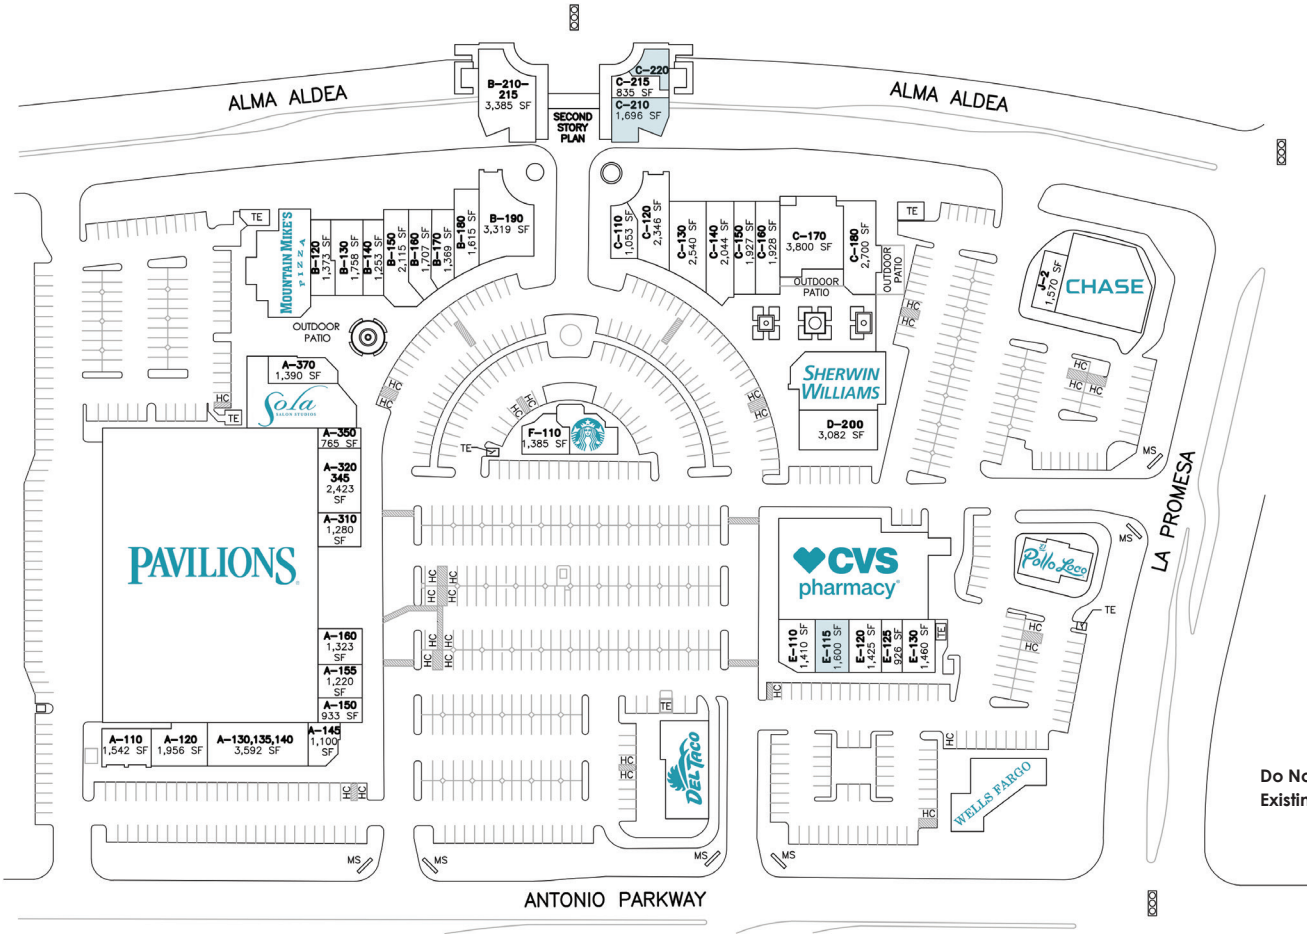 ALMA ALDEA
B-210-
215
3,385 SF
SECOND
STORY
PLAN
C-220
C-215
835 SF
C-210
1,696 SF
ALMA ALDEA
TE
MOUNTAIN MIKE'S
PIZZA
B-120
1,373 SF
B-130
1,758 SF
B-140
1,253 SF
B-150
2,115 SF
B-160
1,707 SF
B-170
1,369 SF
B-180
1,615 SF
B-190
3,319 SF
C-110
1,053 SF
C-120
2,346 SF
C-130
2,540 SF
C-140
2,044 SF
C-150
1,927 SF
C-160
1,928 SF
C-170
3,800 SF
C-180
2,700 SF
OUTDOOR
PATIO
OUTDOOR
PATIO
TE
HC
HC
J-2
1,570 SF
CHASE
HC
HC HC
OUTDOOR
PATIO
A-370
1,390 SF
Sola
SALON STUDIOS
HC
TE
HC
HC
HC
HC
HC
HC
F-110
1,385 SF
TE
SHERWIN
WILLIAMS
D-200
3,082 SF
MS
LA PROMESA
A-350
765 SF
A-320
345
2,423
SF
A-310
1,280
SF
PAVILIONS
A-160
1,323
SF
A-155
1,220
SF
A-150
933 SF
A-145
1,100
SF
A-110
1,542 SF
A-120
1,956 SF
A-130,135,140
3,592 SF
HC
HC
HC
HC
HC
HC
HC
HC
CVS
pharmacy
E-110
1,410 SF
E-115
1,600 SF
E-120
1,425 SF
E-125
926 SF
E-130
1,460 SF
TE
MS
El
Pollo Loco
TE
HC
HC
HC
TE
HC
HC
DEL TACO
HC
HC
WELLS FARGO
HC
HC
MS
MS
MS
MS
Do No
Existin
ANTONIO PARKWAY